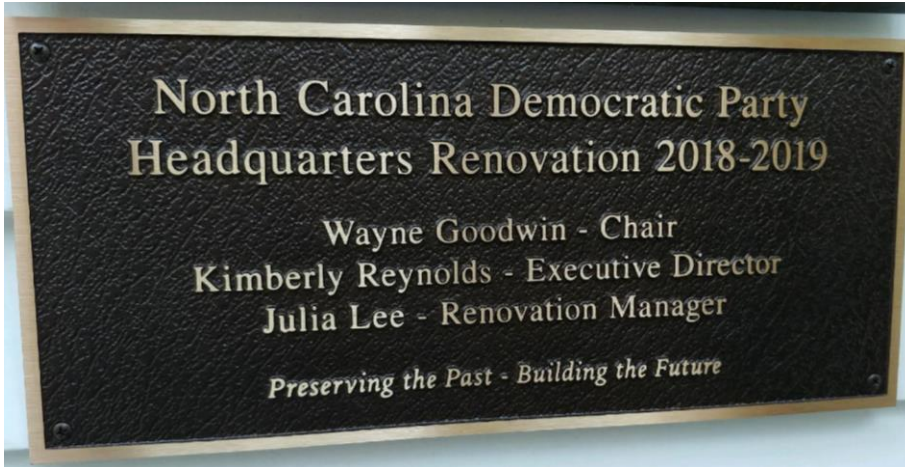 North Carolina Democratic Party
Headquarters Renovation 2018-2019
Wayne Goodwin - Chair
Kimberly Reynolds - Executive Director
Julia Lee - Renovation Manager
Preserving the Past - Building the Future